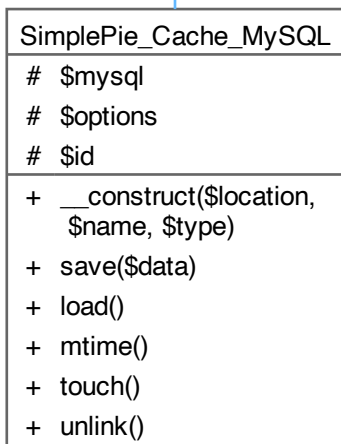 SimplePie_Cache_MySQL
# $mysql
# $options
# $id
+ __construct($location,
$name, $type)
+ save($data)
+ load()
+ mtime()
+ touch()
+ unlink()